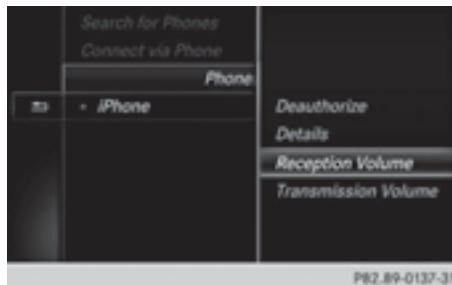 Search for Phones
Connect via Phone
Phone
iPhone
Deauthorize
Details
Reception Volume
Transmission Volume
P82.89-0137-31